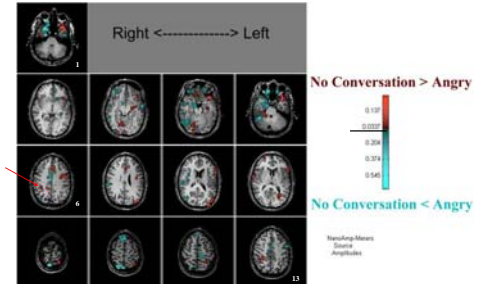 Right <-------------> Left
1
No Conversation > Angry
0.137
0.0337
0.204
0.374
0.545
6
No Conversation < Angry
NanoAmp-Meters
Source
Amplitudes
13